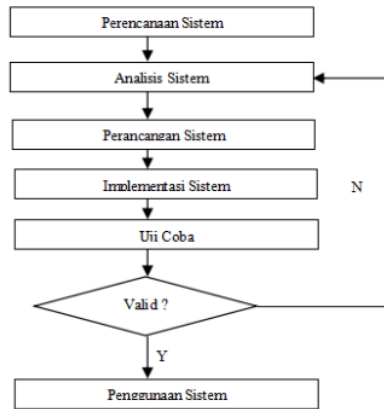 Perencanaan Sistem
Analisis Sistem
Perancangan Sistem
Implementasi Sistem
N
Uji Coba
Valid ?
Y
Penggunaan Sistem